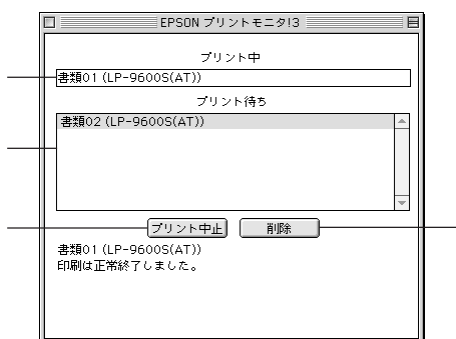 EPSON プリントモニタ!3
プリント中
書類01 (LP-9600S(AT))
プリント待ち
書類02 (LP-9600S(AT))
プリント中止
削除
書類01 (LP-9600S(AT))
印刷は正常終了しました。